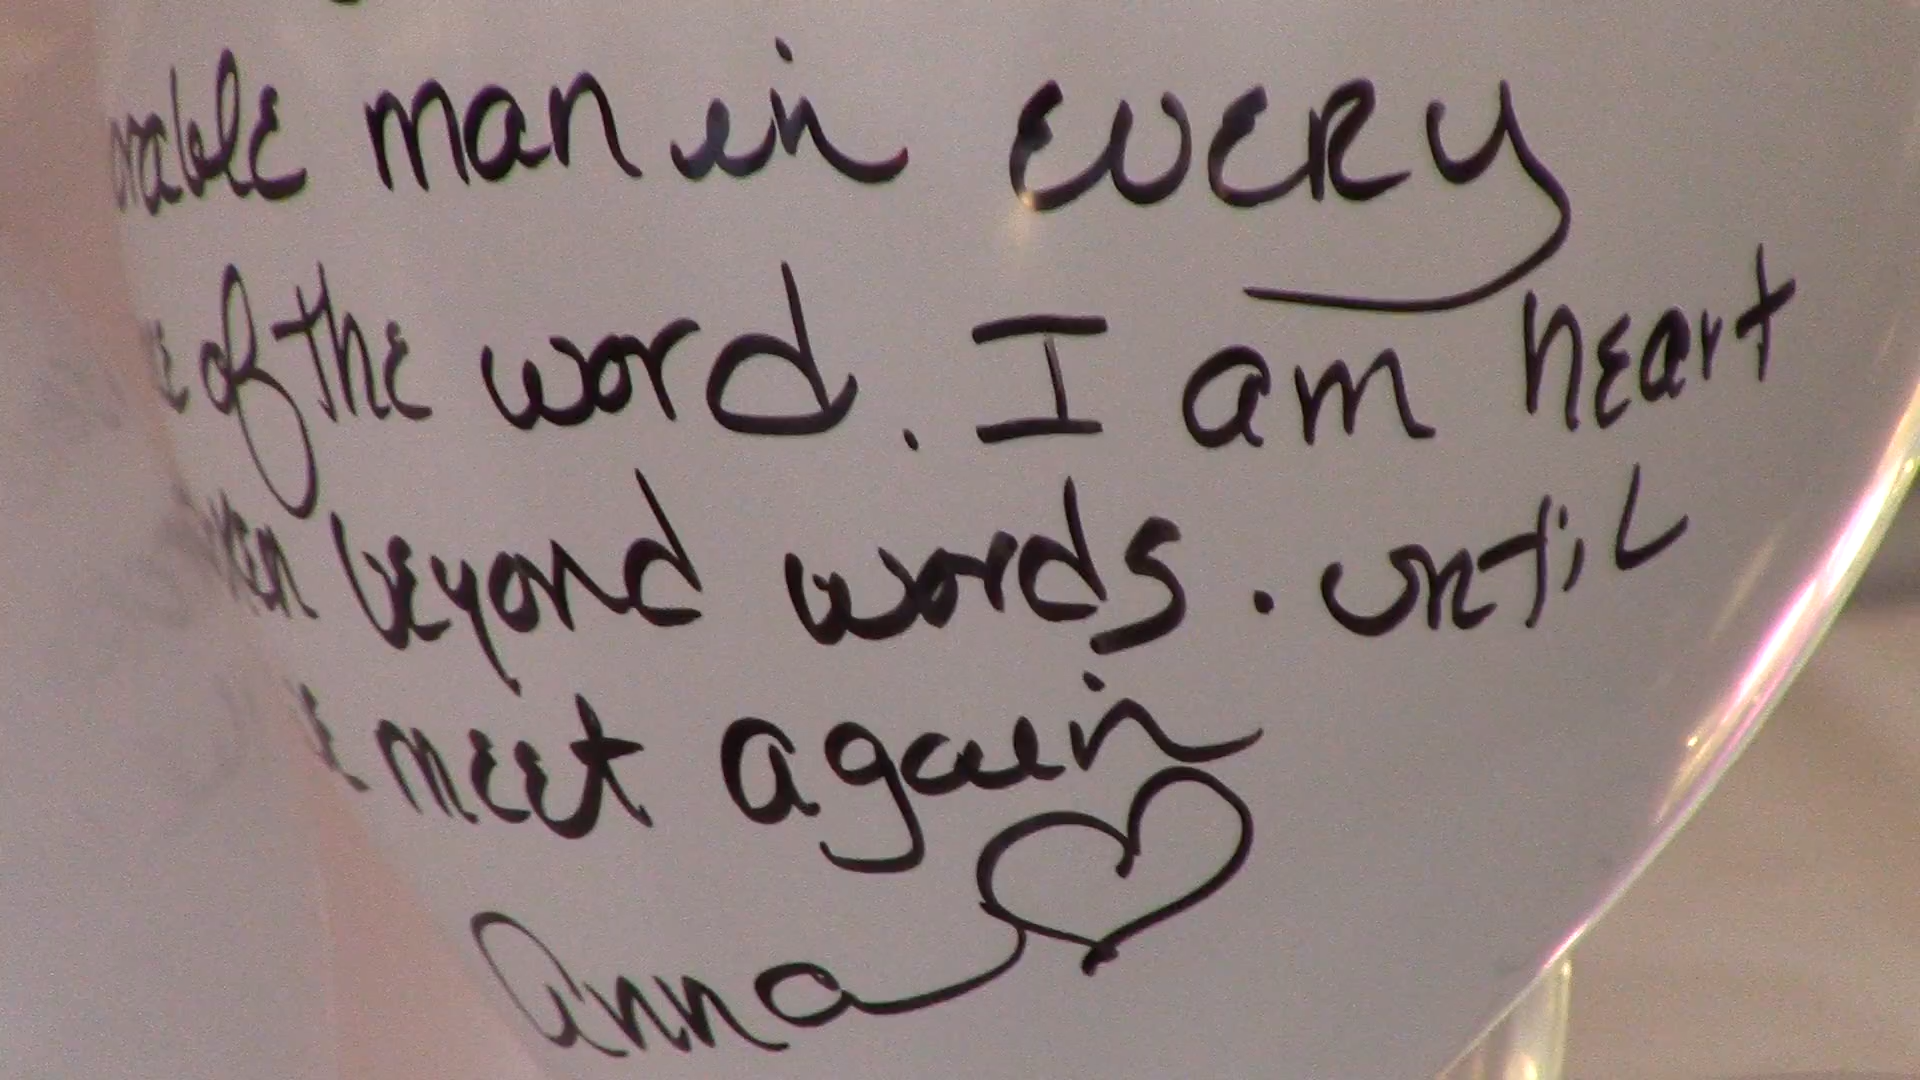 man in every
of the word. I am heart
beyond words. until
meet again
Anna